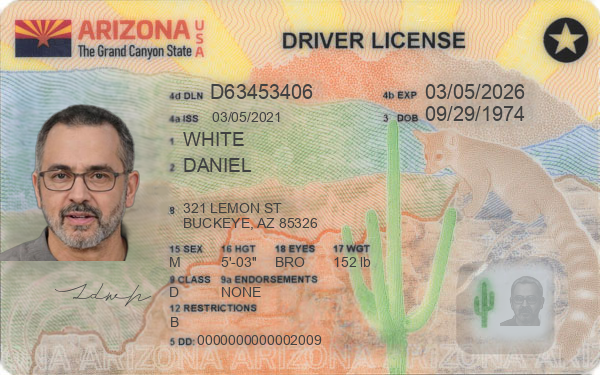 ARIZONA USA
The Grand Canyon State
DRIVER LICENSE
4d DLN D63453406 4b EXP 03/05/2026
4a ISS 03/05/2021 3 DOB 09/29/1974
1 WHITE
2 DANIEL
8 321 LEMON ST
BUCKEYE, AZ 85326
15 SEX 16 HGT 18 EYES 17 WGT
M 5'-03" BRO 152 lb
9 CLASS 9a ENDORSEMENTS
D NONE
12 RESTRICTIONS
B
5 DD: 0000000000002009
ARIZONA ARIZONA ARIZONA ARIZONA